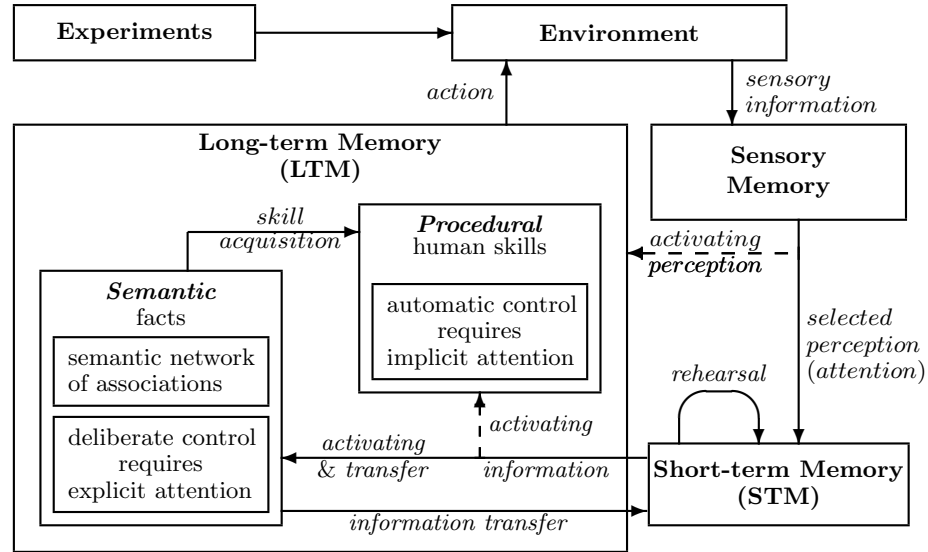 Experiments
Environment
action
sensory
information
Long-term Memory
(LTM)
Sensory
Memory
skill
acquisition
Procedural
human skills
activating
perception
Semantic
facts
automatic control
requires
implicit attention
selected
perception
(attention)
semantic network
of associations
rehearsal
deliberate control
requires
explicit attention
activating
activating
& transfer
information
Short-term Memory
(STM)
information transfer